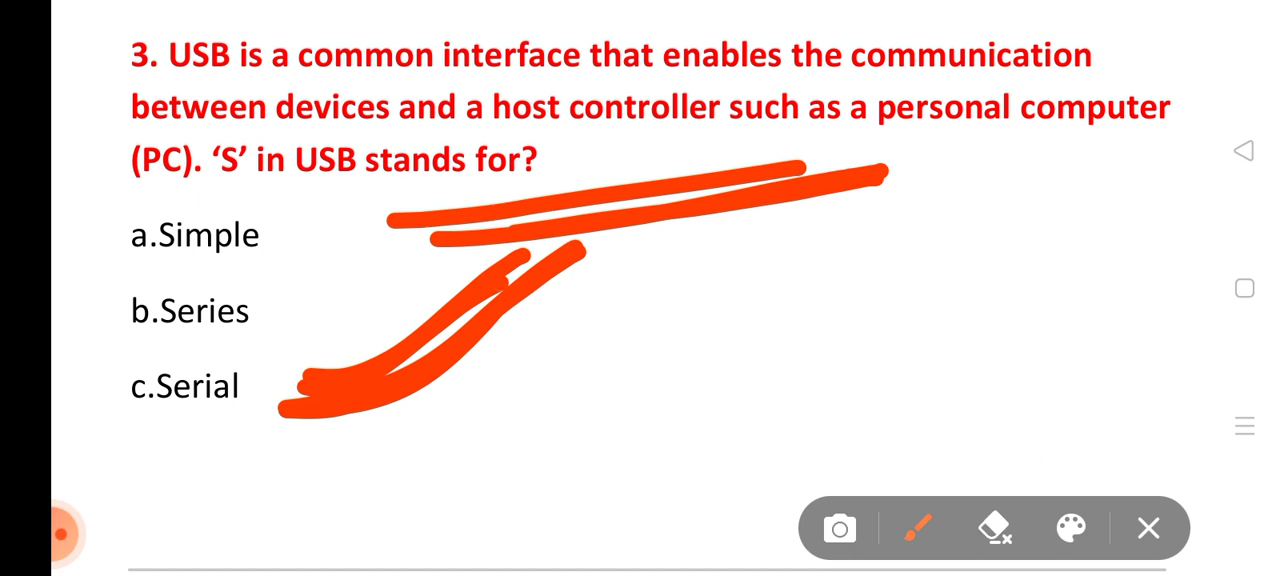 3. USB is a common interface that enables the communication
between devices and a host controller such as a personal computer
(PC). ‘S’ in USB stands for?
a.Simple
b.Series
c.Serial